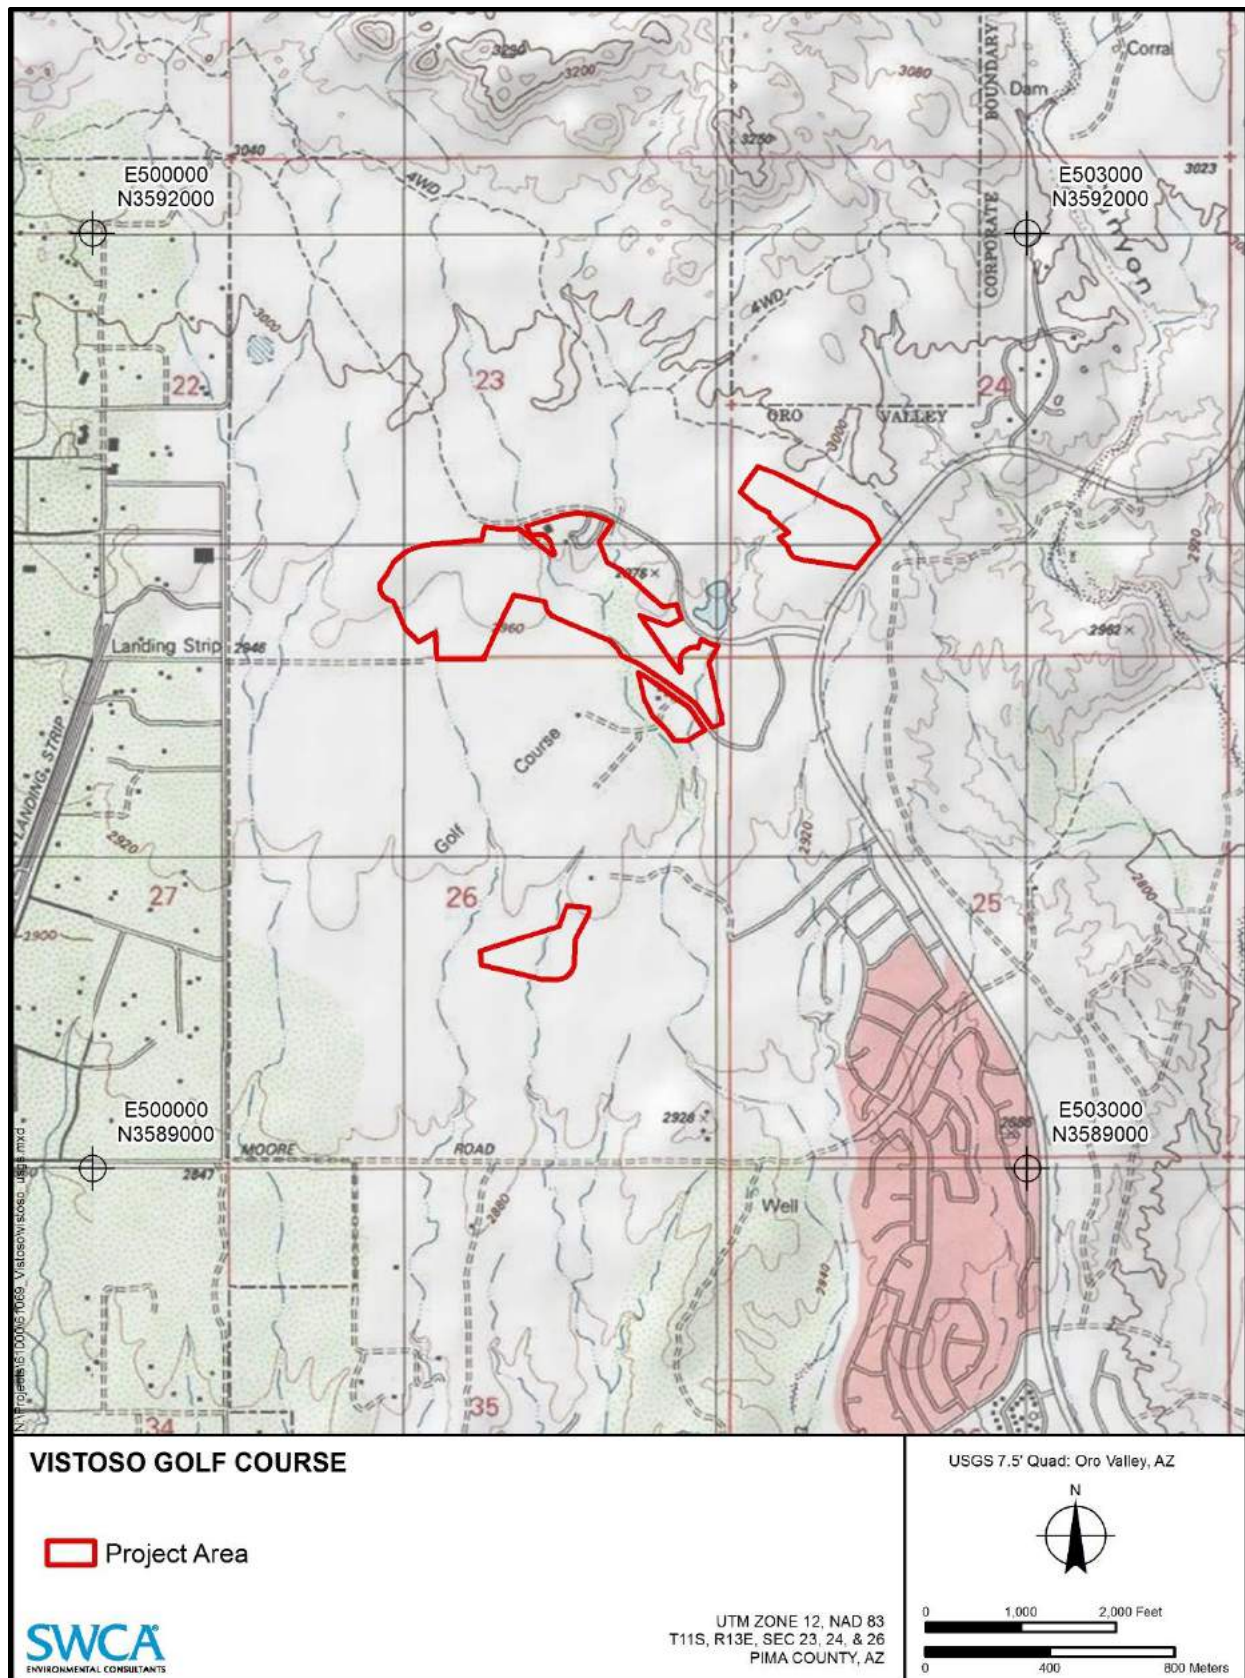 3290
3200
3080
BOUNDARY
Corral
Dam
3250
3040
4WD
3023
E500000
N3592000
E503000
N3592000
CORPORATE
4WD
3000
22
23
24
ORO VALLEY
3000
2920
2976
2962
Landing Strip
2946
2960
LANDING STRIP
Course
Golf
2920
2920
2800
27
26
25
2900
E500000
N3589000
2928
E503000
N3589000
MOORE ROAD
2847
2880
Well
2840
34
35
VISTOSO GOLF COURSE
Project Area
SWCA
ENVIRONMENTAL CONSULTANTS
UTM ZONE 12, NAD 83
T11S, R13E, SEC 23, 24, & 26
PIMA COUNTY, AZ
USGS 7.5' Quad: Oro Valley, AZ
N
0 1,000 2,000 Feet
0 400 800 Meters